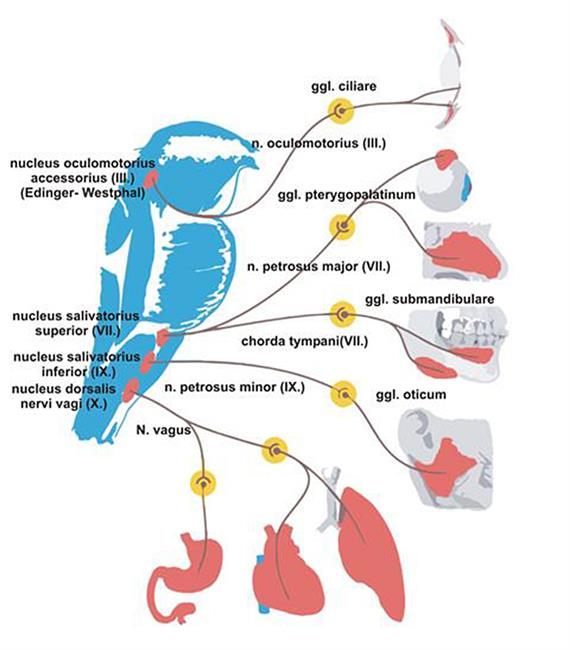 ggl. ciliare
n. oculomotorius (III.)
nucleus oculomotorius
accessorius (III.)
(Edinger- Westphal)
ggl. pterygopalatinum
n. petrosus major (VII.)
ggl. submandibulare
nucleus salivatorius
superior (VII.)
chorda tympani(VII.)
nucleus salivatorius
inferior (IX.)
nucleus dorsalis
nervi vagi (X.)
n. petrosus minor (IX.)
ggl. oticum
N. vagus